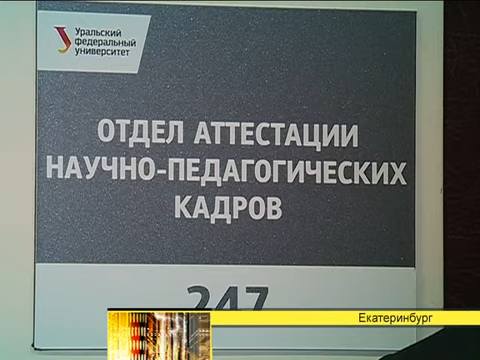 Уральский
федеральный
университет
ОТДЕЛ АТТЕСТАЦИИ
НАУЧНО-ПЕДАГОГИЧЕСКИХ
КАДРОВ
247
Екатеринбург